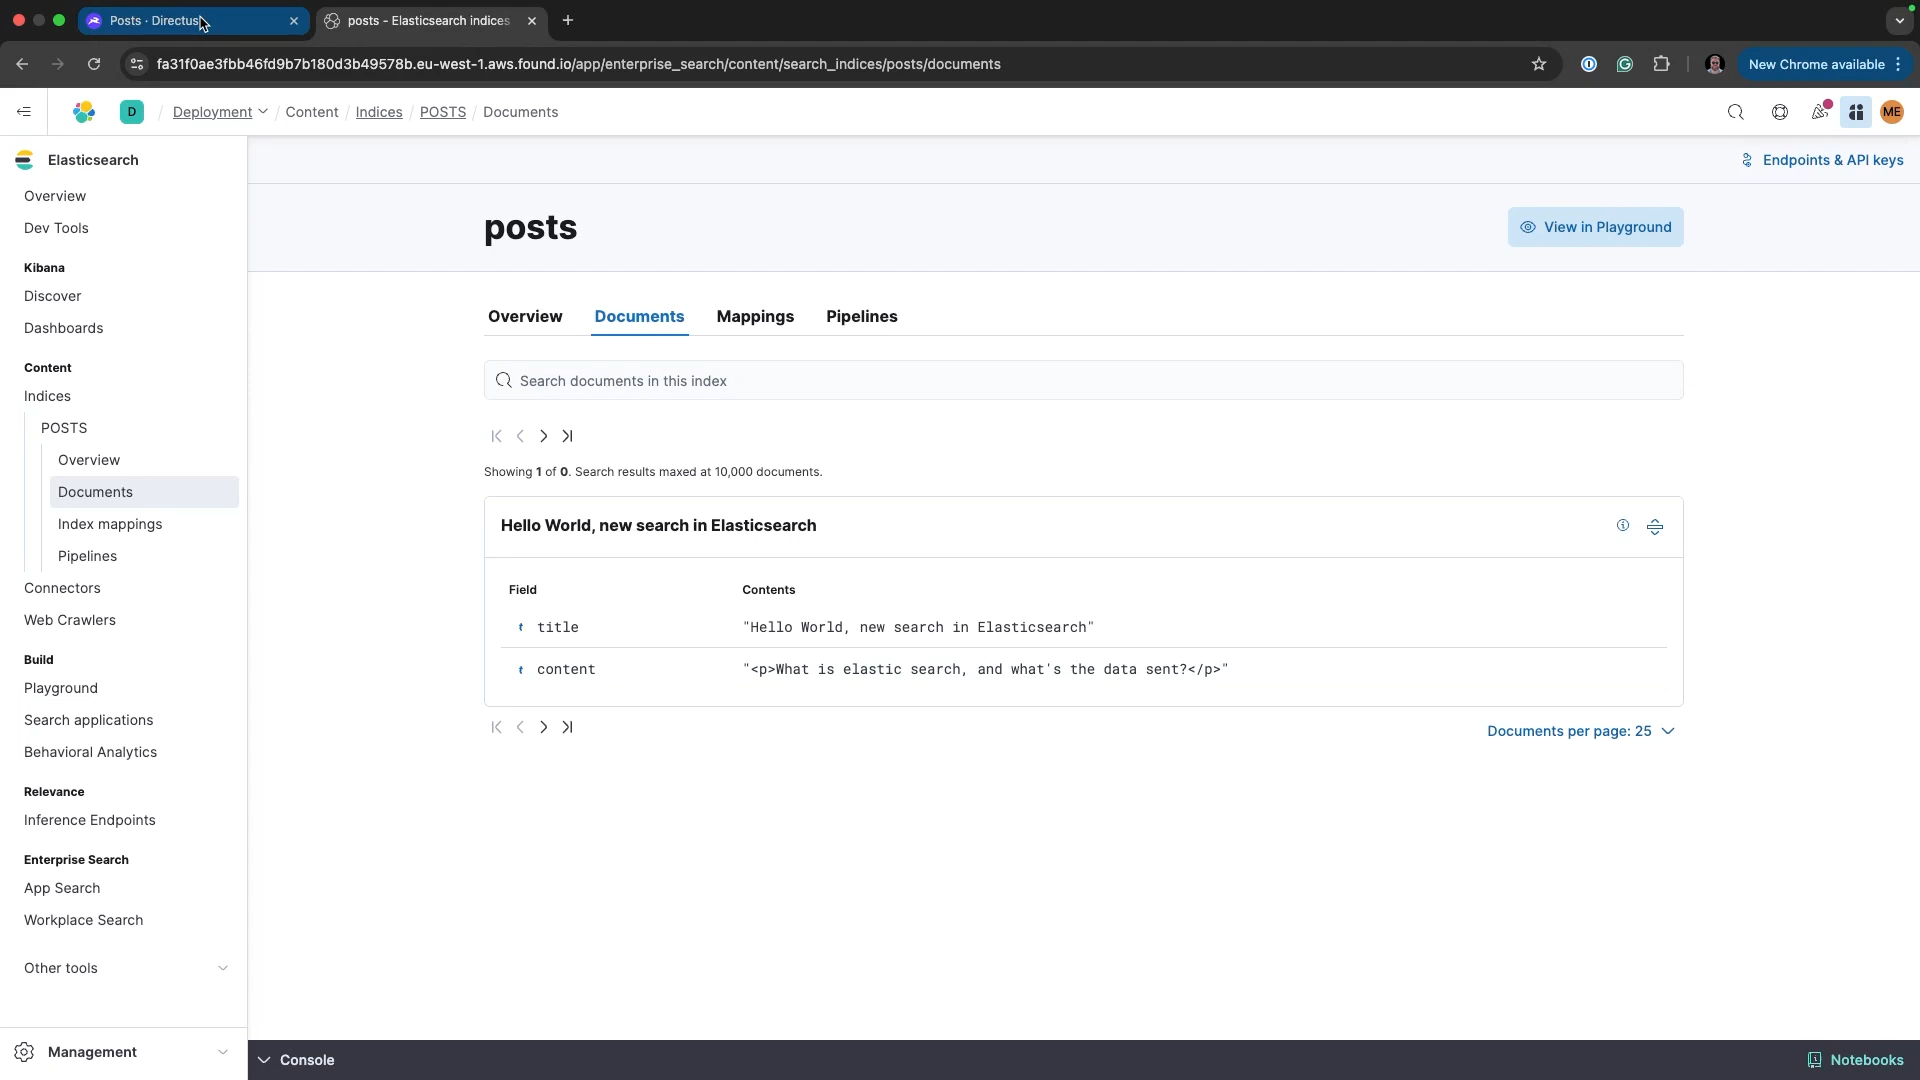 Posts · Directus
posts - Elasticsearch indices
fa31f0ae3fbb46fd9b7b180d3b49578b.eu-west-1.aws.found.io/app/enterprise_search/content/search_indices/posts/documents
New Chrome available
D / Deployment / Content / Indices / POSTS / Documents
ME
Elasticsearch
Endpoints & API keys
Overview
Dev Tools
Kibana
Discover
Dashboards
Content
Indices
POSTS
Overview
Documents
Index mappings
Pipelines
Connectors
Web Crawlers
Build
Playground
Search applications
Behavioral Analytics
Relevance
Inference Endpoints
Enterprise Search
App Search
Workplace Search
Other tools
Management
posts
View in Playground
Overview Documents Mappings Pipelines
Search documents in this index
Showing 1 of 0. Search results maxed at 10,000 documents.
Hello World, new search in Elasticsearch
Field Contents
t title "Hello World, new search in Elasticsearch"
t content "<p>What is elastic search, and what's the data sent?</p>"
Documents per page: 25
Console
Notebooks